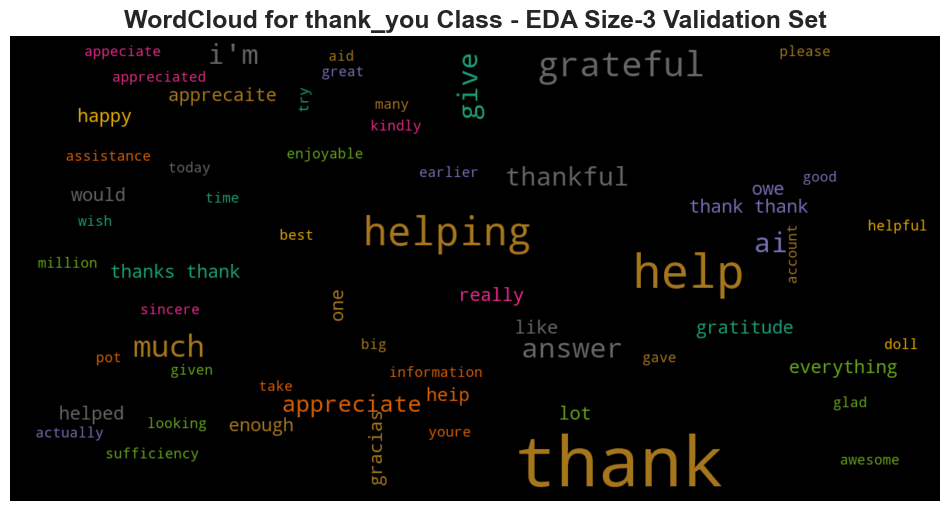 WordCloud for thank_you Class - EDA Size-3 Validation Set
appeciate
i'm
aid
give
grateful
please
appreciated
great
apprecaite
try
many
happy
kindly
assistance
enjoyable
today
earlier
thankful
good
would
time
owe
thank thank
wish
best
helping
helpful
ai
account
million
thanks thank
help
really
sincere
one
like
gratitude
much
big
answer
gave
doll
pot
given
information
everything
take
appreciate
heip
helped
lot
glad
looking
enough
gracias
youre
actually
thank
sufficiency
awesome